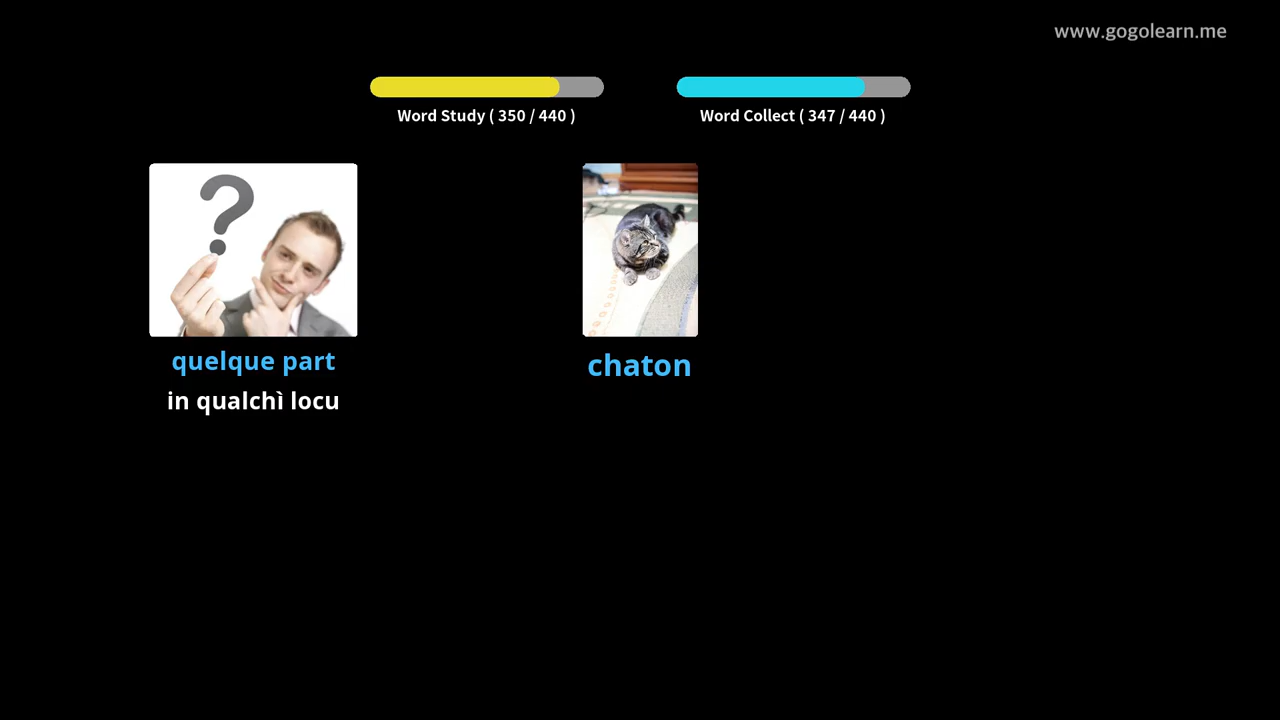 www.gogolearn.me
Word Study ( 350 / 440 )
Word Collect ( 347 / 440 )
quelque part
in qualchì locu
chaton